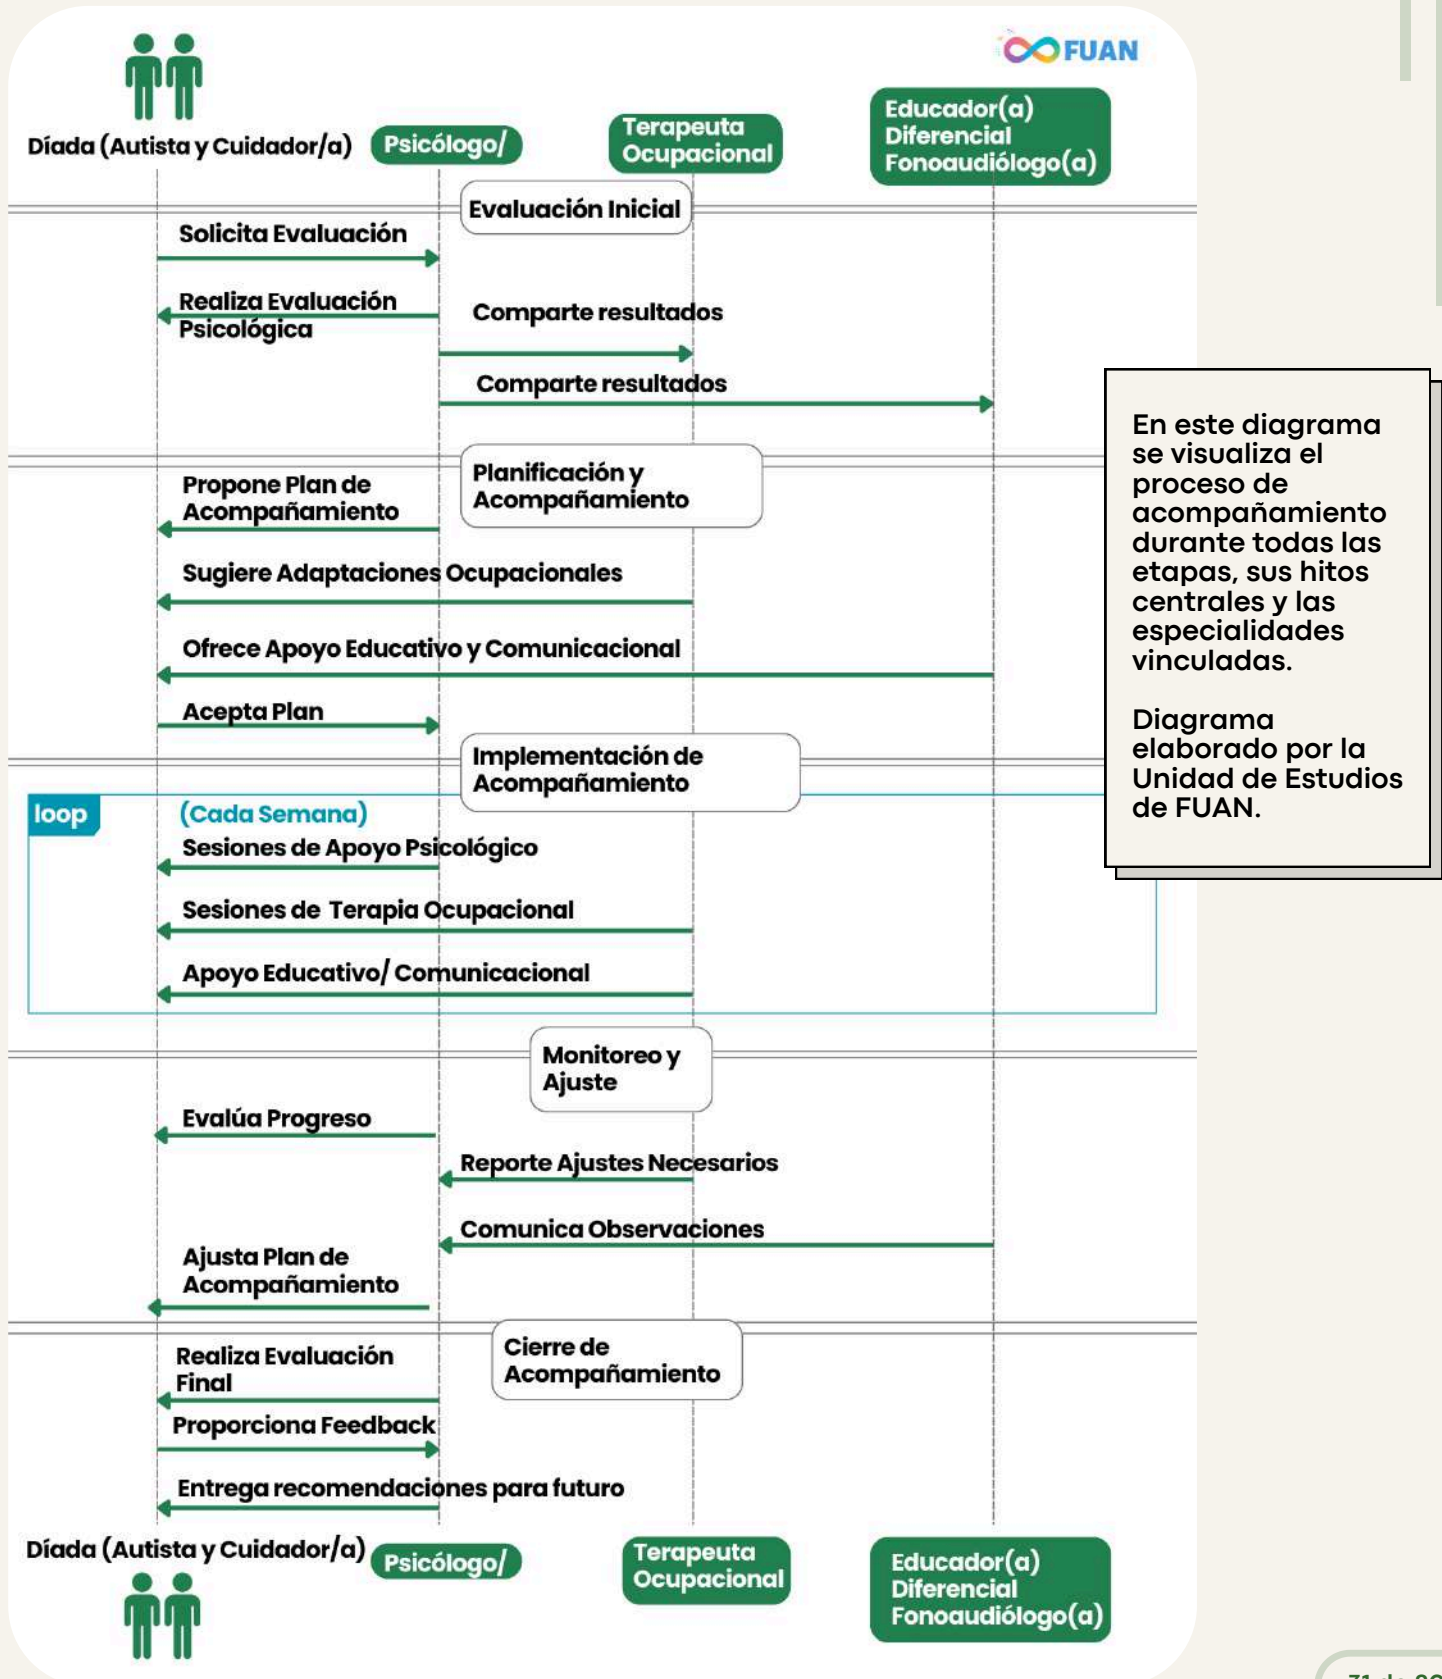 FUAN
Díada (Autista y Cuidador/a)
Psicólogo/
Terapeuta
Ocupacional
Educador(a)
Diferencial
Fonoaudiólogo(a)
Evaluación Inicial
Solicita Evaluación
Realiza Evaluación
Psicológica
Comparte resultados
Comparte resultados
Planificación y
Acompañamiento
Propone Plan de
Acompañamiento
Sugiere Adaptaciones Ocupacionales
Ofrece Apoyo Educativo y Comunicacional
Acepta Plan
Implementación de
Acompañamiento
loop
(Cada Semana)
Sesiones de Apoyo Psicológico
Sesiones de Terapia Ocupacional
Apoyo Educativo/ Comunicacional
Monitoreo y
Ajuste
Evalúa Progreso
Reporte Ajustes Necesarios
Comunica Observaciones
Ajusta Plan de
Acompañamiento
Cierre de
Acompañamiento
Realiza Evaluación
Final
Proporciona Feedback
Entrega recomendaciones para futuro
Díada (Autista y Cuidador/a)
Psicólogo/
Terapeuta
Ocupacional
Educador(a)
Diferencial
Fonoaudiólogo(a)
En este diagrama
se visualiza el
proceso de
acompañamiento
durante todas las
etapas, sus hitos
centrales y las
especialidades
vinculadas.
Diagrama
elaborado por la
Unidad de Estudios
de FUAN.